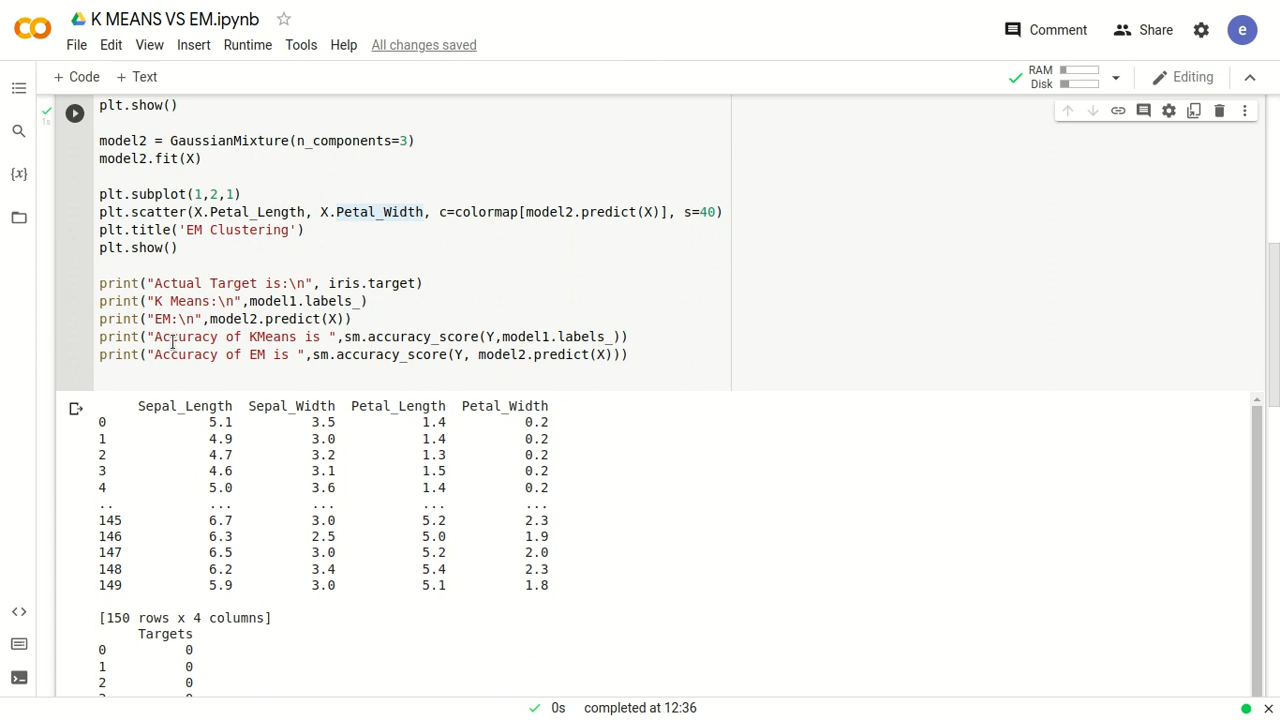 K MEANS VS EM.ipynb
File Edit View Insert Runtime Tools Help All changes saved
Comment Share e
+ Code + Text
RAM
Disk
Editing
1s
{x}
plt.show()
model2 = GaussianMixture(n_components=3)
model2.fit(X)
plt.subplot(1,2,1)
plt.scatter(X.Petal_Length, X.Petal_Width, c=colormap[model2.predict(X)], s=40)
plt.title('EM Clustering')
plt.show()
print("Actual Target is:\n", iris.target)
print("K Means:\n",model1.labels_)
print("EM:\n",model2.predict(X))
print("Accuracy of KMeans is ",sm.accuracy_score(Y,model1.labels_))
print("Accuracy of EM is ",sm.accuracy_score(Y, model2.predict(X)))
Sepal_Length Sepal_Width Petal_Length Petal_Width
0 5.1 3.5 1.4 0.2
1 4.9 3.0 1.4 0.2
2 4.7 3.2 1.3 0.2
3 4.6 3.1 1.5 0.2
4 5.0 3.6 1.4 0.2
.. ... ... ... ...
145 6.7 3.0 5.2 2.3
146 6.3 2.5 5.0 1.9
147 6.5 3.0 5.2 2.0
148 6.2 3.4 5.4 2.3
149 5.9 3.0 5.1 1.8
[150 rows x 4 columns]
Targets
0 0
1 0
2 0
0s completed at 12:36